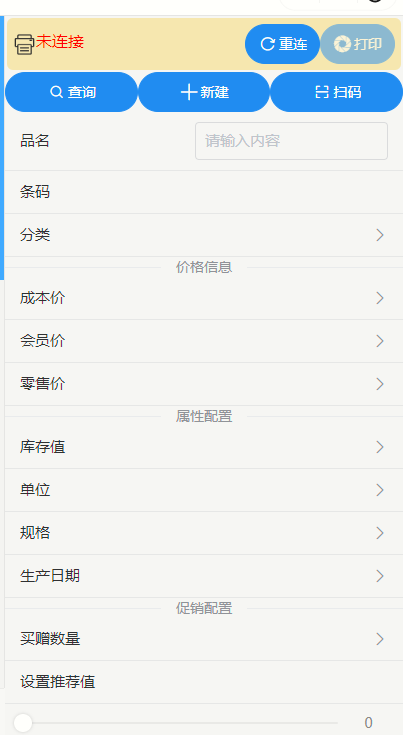 未连接 重连 打印
查询 新建 扫码
品名 请输入内容
条码
分类
价格信息
成本价
会员价
零售价
属性配置
库存值
单位
规格
生产日期
促销配置
买赠数量
设置推荐值
0